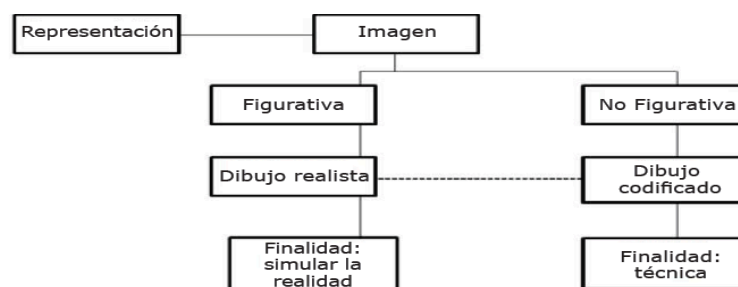 Representación
Imagen
Figurativa
No Figurativa
Dibujo realista
Dibujo
codificado
Finalidad:
simular la
realidad
Finalidad:
técnica